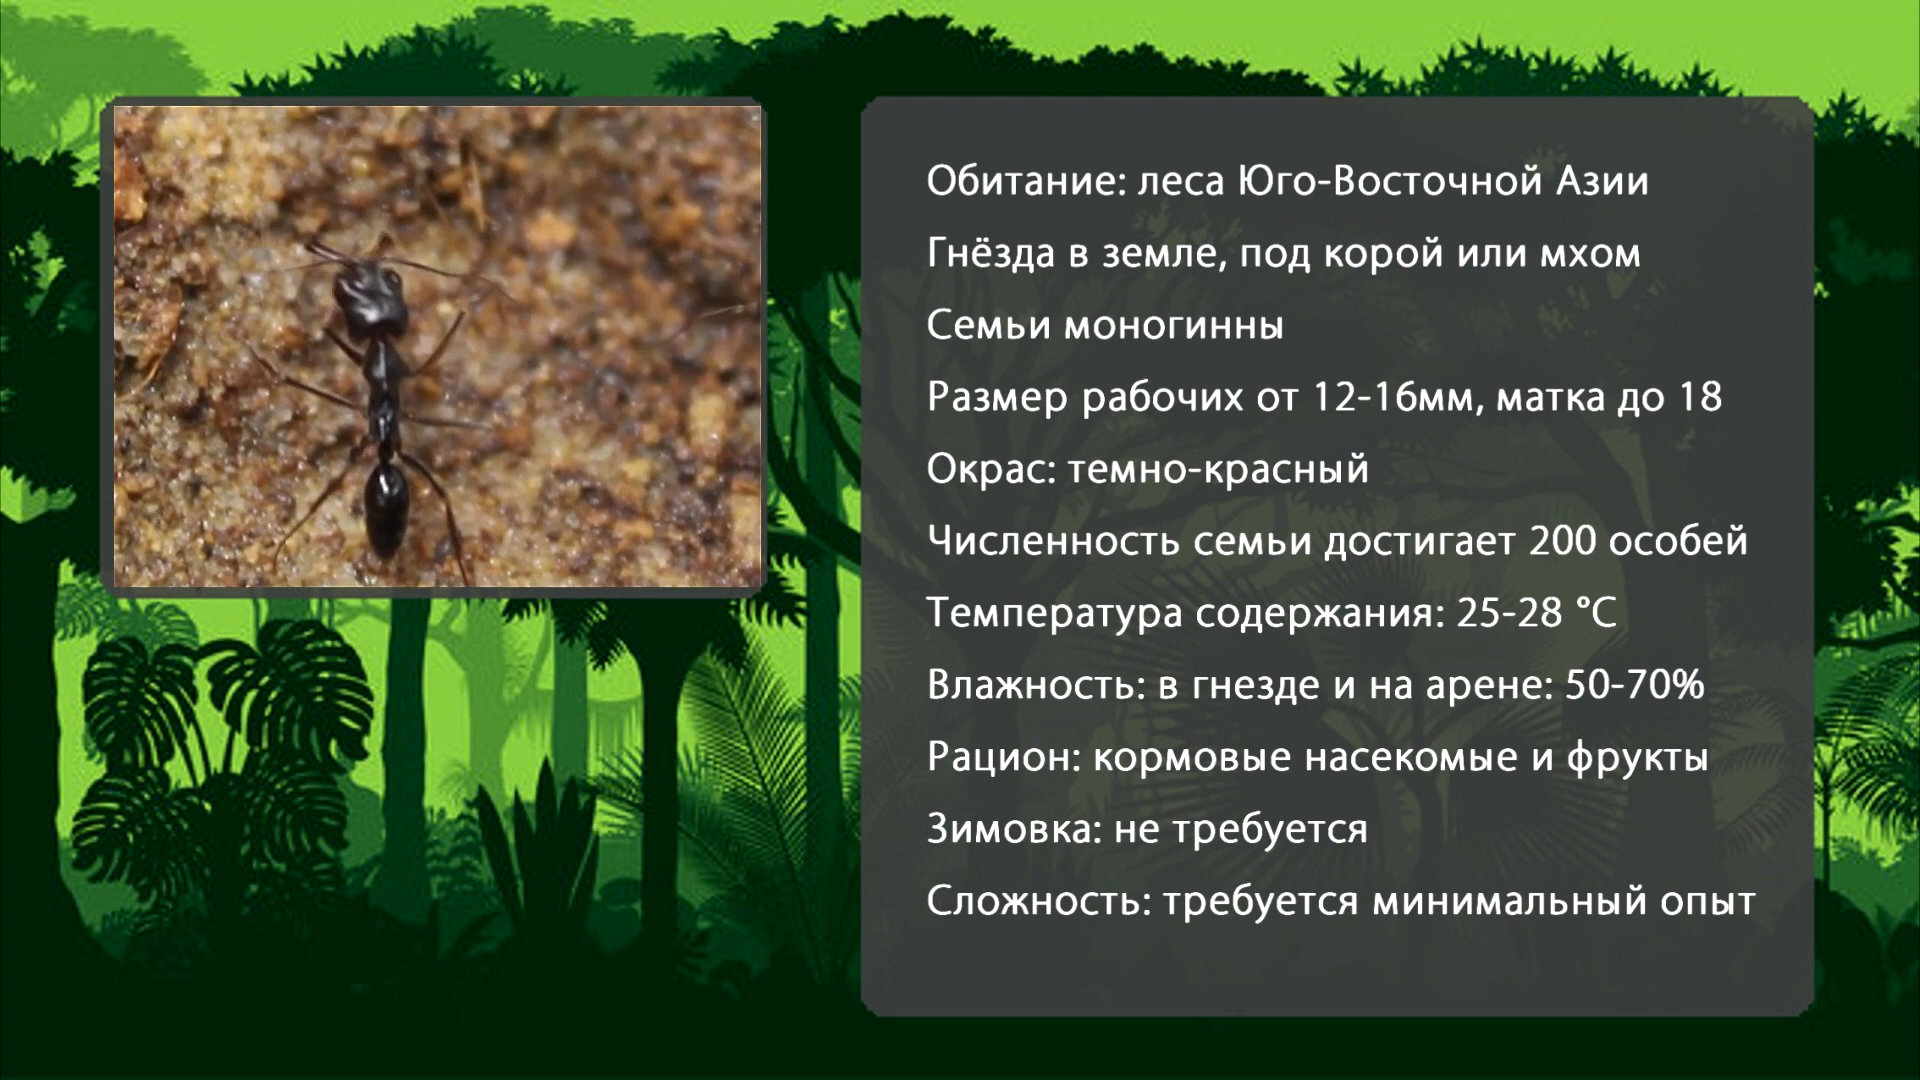 Обитание: леса Юго-Восточной Азии
Гнёзда в земле, под корой или мхом
Семьи моногинны
Размер рабочих от 12-16мм, матка до 18
Окрас: темно-красный
Численность семьи достигает 200 особей
Температура содержания: 25-28 °C
Влажность: в гнезде и на арене: 50-70%
Рацион: кормовые насекомые и фрукты
Зимовка: не требуется
Сложность: требуется минимальный опыт